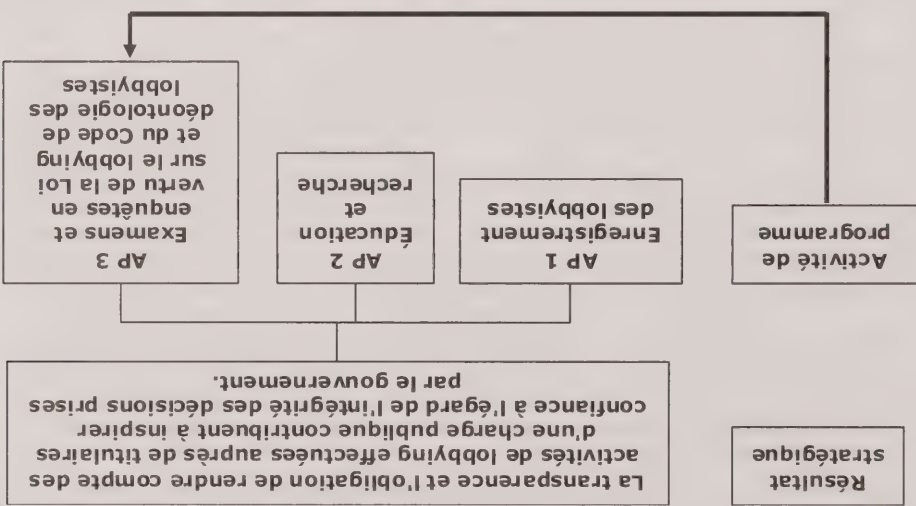 Résultat
stratégique
La transparence et l'obligation de rendre compte des
activités de lobbying effectuées auprès de titulaires
d'une charge publique contribuent à inspirer
confiance à l'égard de l'intégrité des décisions prises
par le gouvernement.
Activité de
programme
AP 1
Enregistrement
des lobbyistes
AP 2
Éducation
et
recherche
AP 3
Examens et
enquêtes en
vertu de la Loi
sur le lobbying
et du Code de
déontologie des
lobbyistes